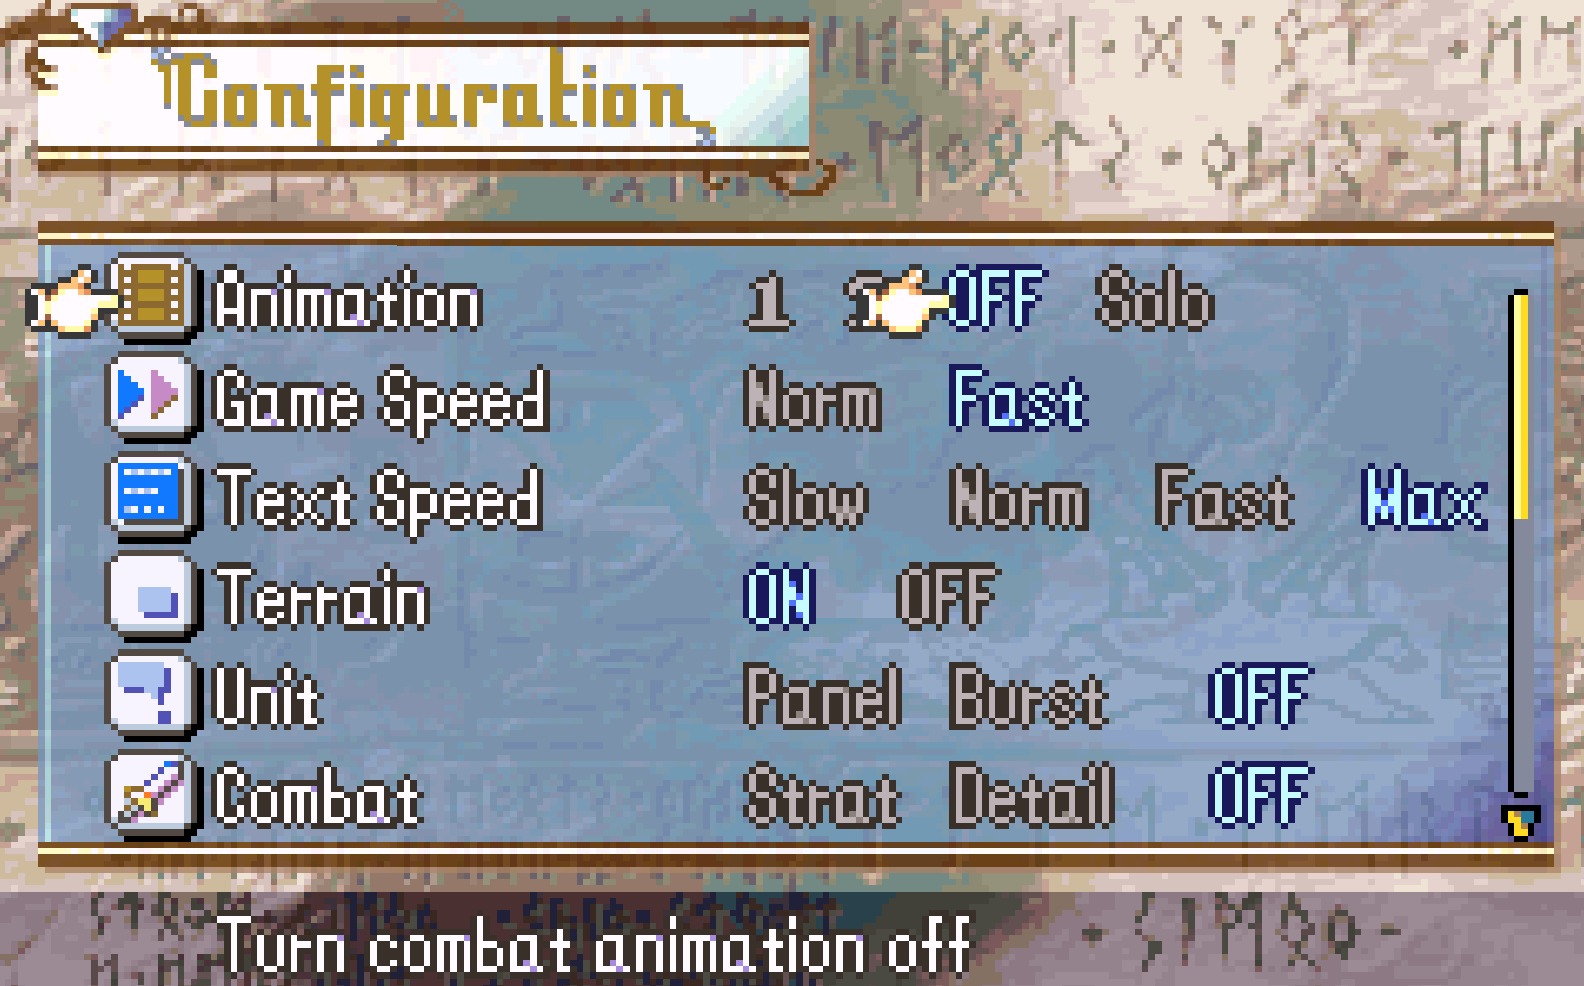 Configuration
Animation 1 OFF Solo
Game Speed Norm Fast
Text Speed Slow Norm Fast Max
Terrain ON OFF
Unit Panel Burst OFF
Combat Strat Detail OFF
Turn combat animation off